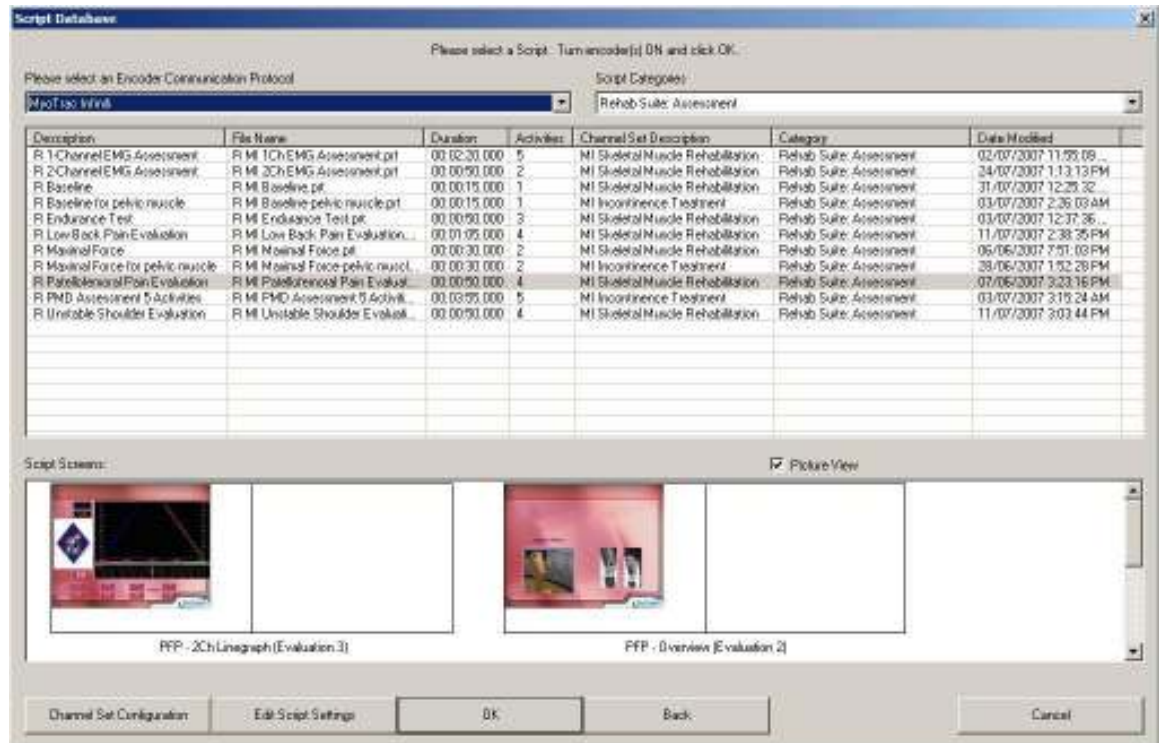 Script Database
Please select a Script. Turn encoder(s) ON and click OK.
Please select an Encoder Communication Protocol
Script Categories
MyoTrac Infiniti
Rehab Suite: Assessment
Description File Name Duration Activities Channel Set Description Category Date Modified
R 1-Channel EMG Assessment R MI 1Ch EMG Assessment.prt 00:02:20.000 5 MI Skeletal Muscle Rehabilitation Rehab Suite: Assessment 02/07/2007 11:55:09 ...
R 2-Channel EMG Assessment R MI 2Ch EMG Assessment.prt 00:00:50.000 2 MI Skeletal Muscle Rehabilitation Rehab Suite: Assessment 24/07/2007 1:13:13 PM
R Baseline R MI Baseline.prt 00:00:15.000 1 MI Skeletal Muscle Rehabilitation Rehab Suite: Assessment 31/07/2007 12:25:32 ...
R Baseline for pelvic muscle R MI Baseline-pelvic muscle.prt 00:00:15.000 1 MI Incontinence Treatment Rehab Suite: Assessment 03/07/2007 2:26:03 AM
R Endurance Test R MI Endurance Test.prt 00:00:50.000 3 MI Skeletal Muscle Rehabilitation Rehab Suite: Assessment 03/07/2007 12:37:36 ...
R Low Back Pain Evaluation R MI Low Back Pain Evaluation... 00:01:05.000 4 MI Skeletal Muscle Rehabilitation Rehab Suite: Assessment 11/07/2007 2:38:35 PM
R Maximal Force R MI Maximal Force.prt 00:00:30.000 2 MI Skeletal Muscle Rehabilitation Rehab Suite: Assessment 06/06/2007 7:51:03 PM
R Maximal Force for pelvic muscle R MI Maximal Force-pelvic muscl... 00:00:30.000 2 MI Incontinence Treatment Rehab Suite: Assessment 28/06/2007 1:52:28 PM
R Patellofemoral Pain Evaluation R MI Patellofemoral Pain Evaluat... 00:00:50.000 4 MI Skeletal Muscle Rehabilitation Rehab Suite: Assessment 07/06/2007 3:23:16 PM
R PMD Assessment 5 Activities R MI PMD Assessment 5 Activiti... 00:03:55.000 5 MI Incontinence Treatment Rehab Suite: Assessment 03/07/2007 3:15:24 AM
R Unstable Shoulder Evaluation R MI Unstable Shoulder Evaluati... 00:00:50.000 4 MI Skeletal Muscle Rehabilitation Rehab Suite: Assessment 11/07/2007 3:03:44 PM
Script Screens:
Picture View
PFP - 2Ch Linegraph (Evaluation 3)
PFP - Overview (Evaluation 2)
Channel Set Configuration
Edit Script Settings
OK
Back
Cancel